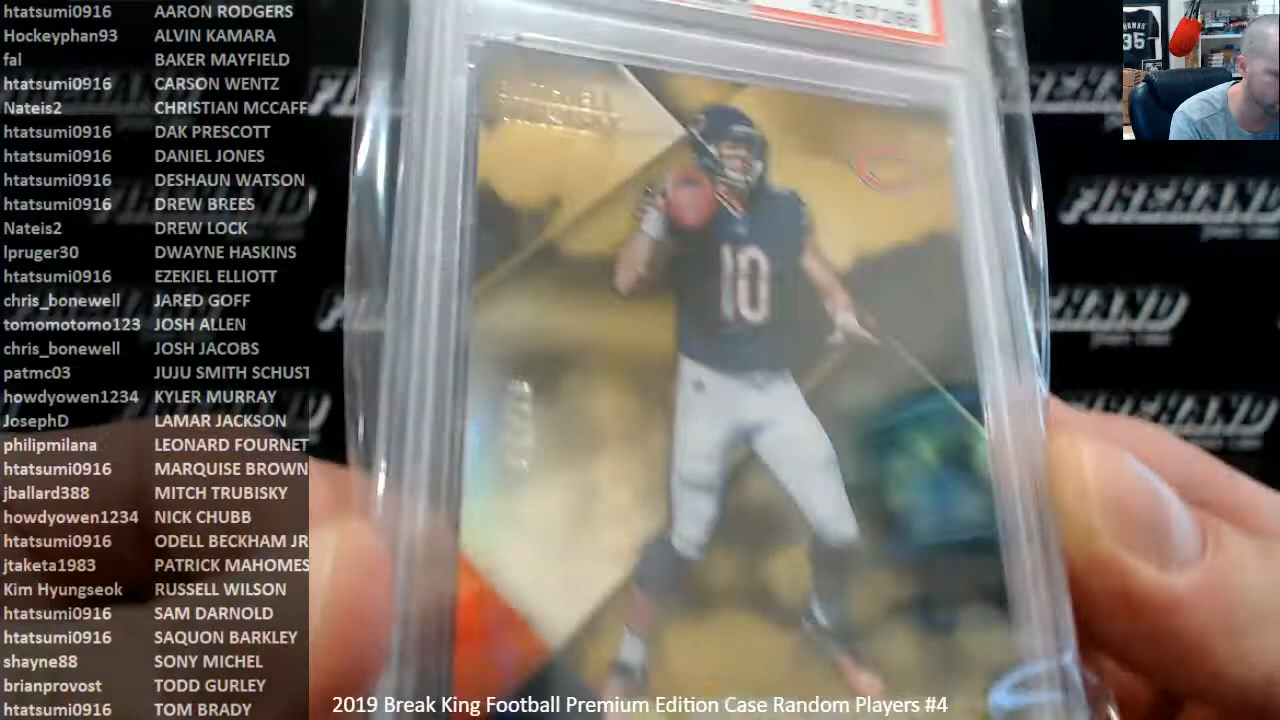 htatsumi0916 AARON RODGERS
Hockeyphan93 ALVIN KAMARA
fal BAKER MAYFIELD
htatsumi0916 CARSON WENTZ
Nateis2 CHRISTIAN MCCAFF
htatsumi0916 DAK PRESCOTT
htatsumi0916 DANIEL JONES
htatsumi0916 DESHAUN WATSON
htatsumi0916 DREW BREES
Nateis2 DREW LOCK
lpruger30 DWAYNE HASKINS
htatsumi0916 EZEKIEL ELLIOTT
chris_bonewell JARED GOFF
tomomotomo123 JOSH ALLEN
chris_bonewell JOSH JACOBS
patmc03 JUJU SMITH SCHUST
howdyowen1234 KYLER MURRAY
JosephD LAMAR JACKSON
philipmilana LEONARD FOURNET
htatsumi0916 MARQUISE BROWN
jballard388 MITCH TRUBISKY
howdyowen1234 NICK CHUBB
htatsumi0916 ODELL BECKHAM JR
jtaketa1983 PATRICK MAHOMES
Kim Hyungseok RUSSELL WILSON
htatsumi0916 SAM DARNOLD
htatsumi0916 SAQUON BARKLEY
shayne88 SONY MICHEL
brianprovost TODD GURLEY
htatsumi0916 TOM BRADY
10
FIREHAND
FIREHAND
FIREHAND
95
2019 Break King Football Premium Edition Case Random Players #4